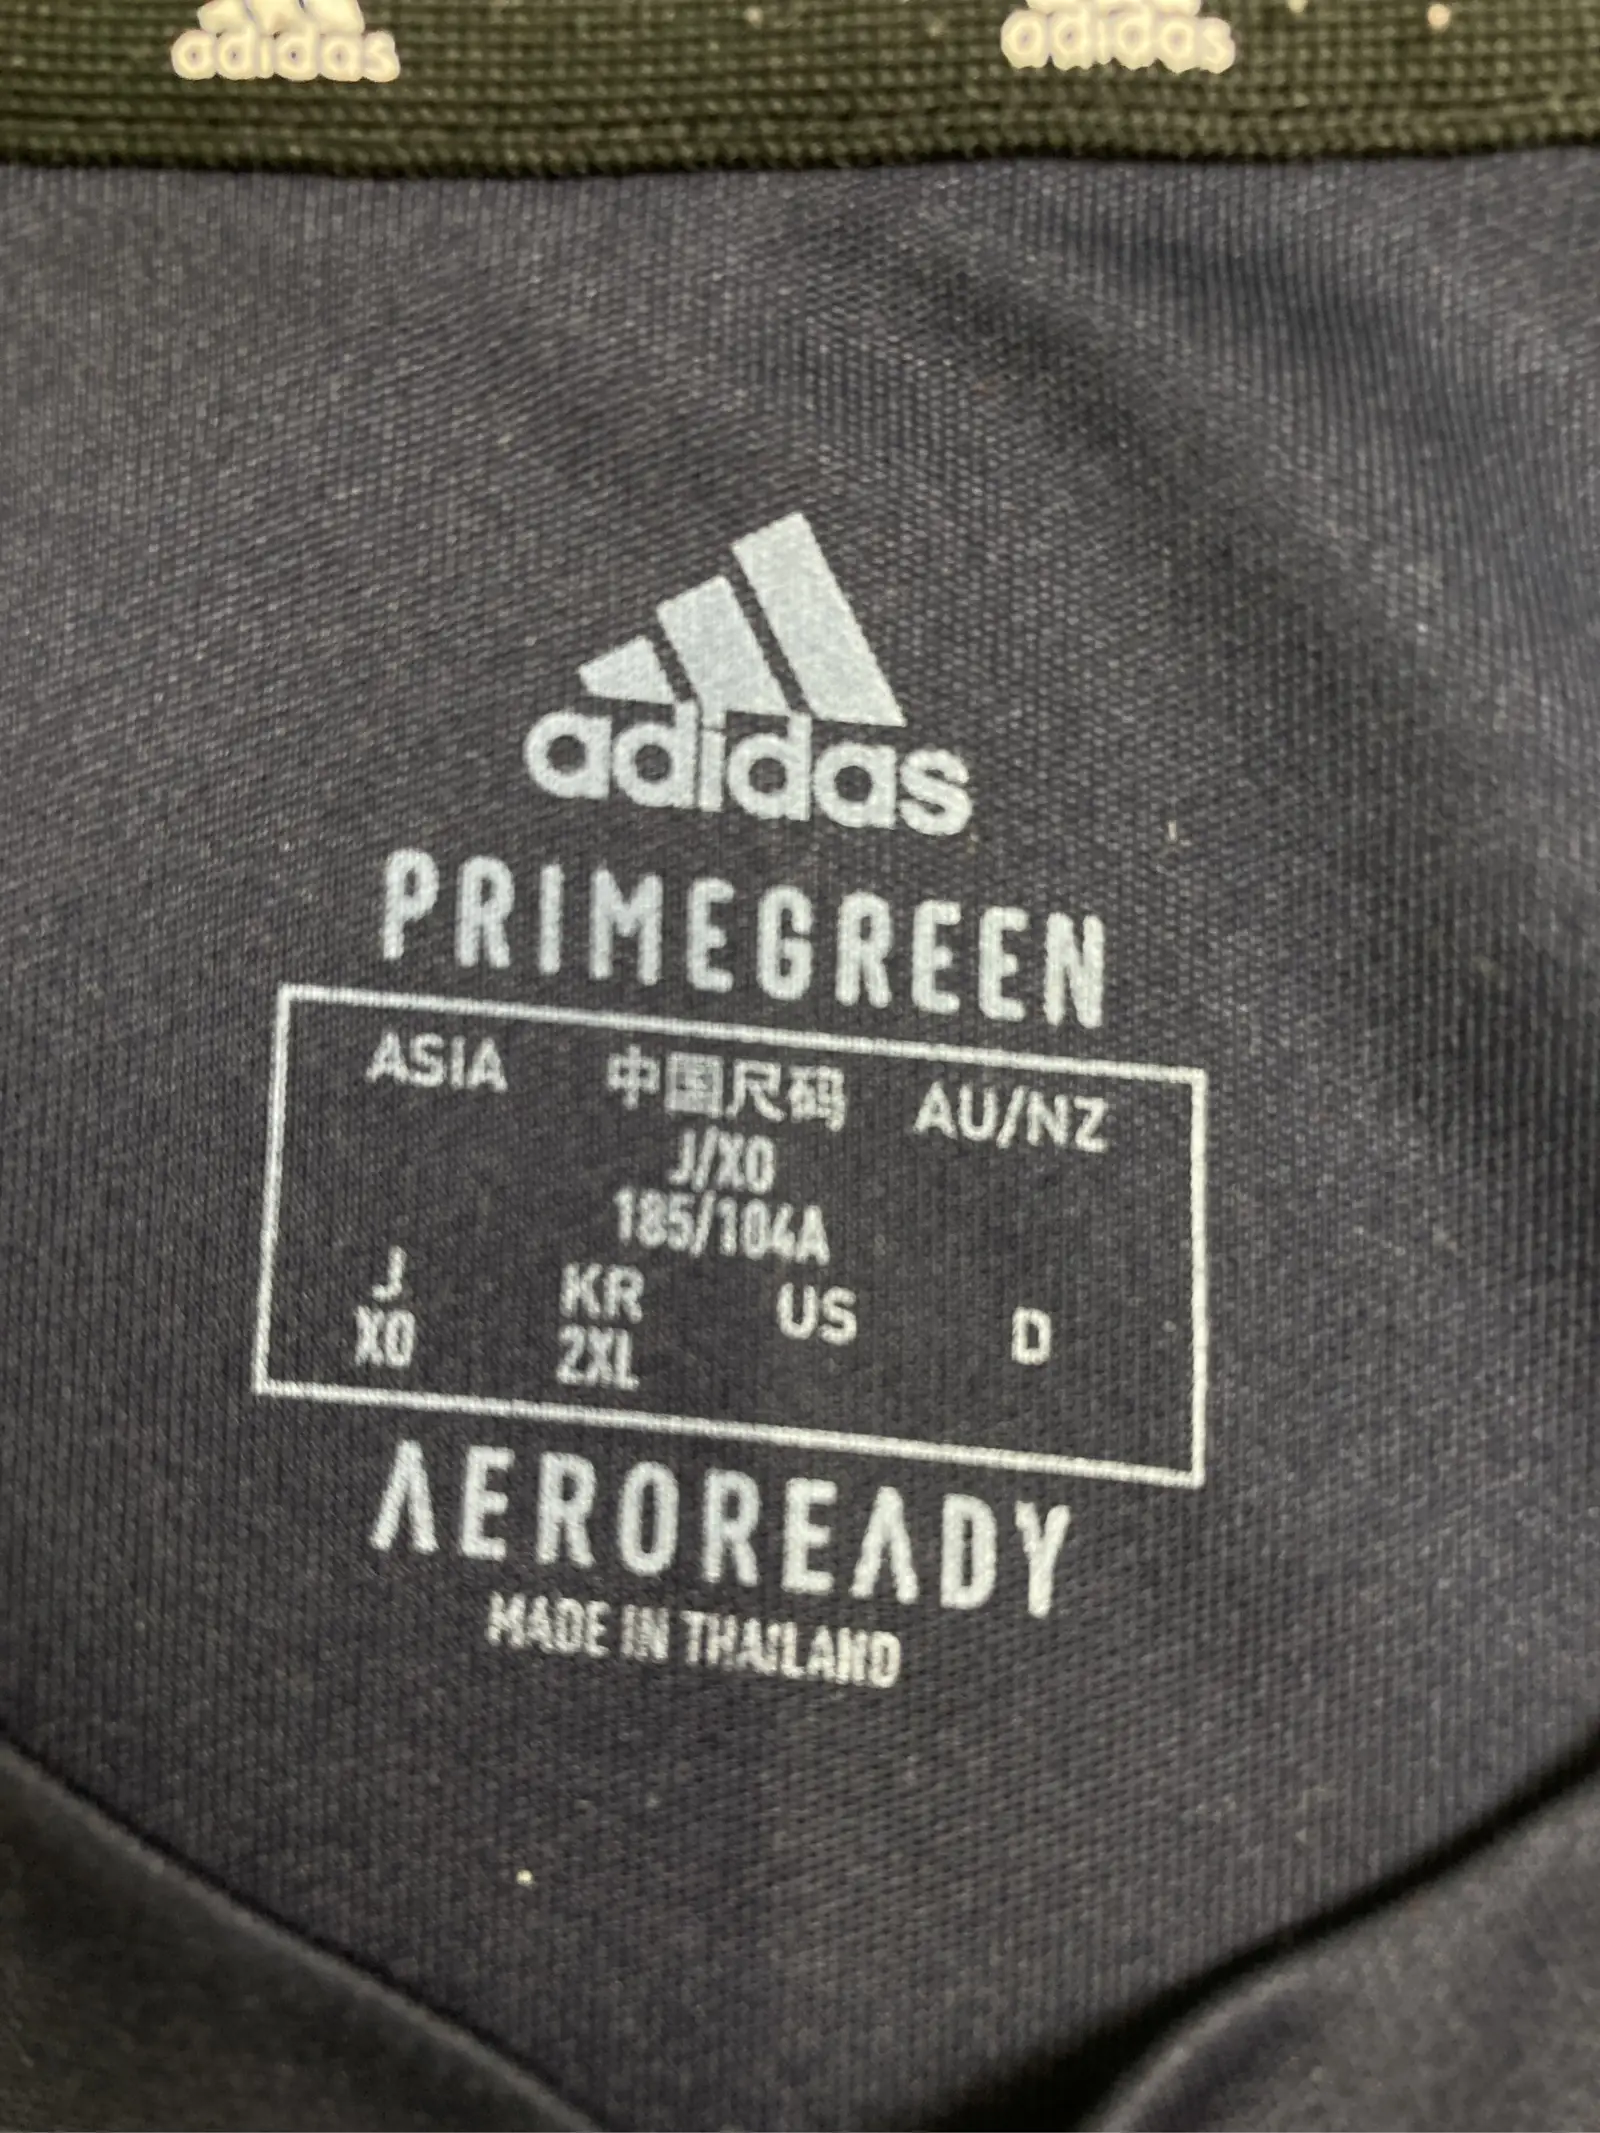 adidas adidas
adidas
PRIMEGREEN
ASIA 中国尺码 AU/NZ
J/XO
185/104A
J KR US D
XO 2XL
AEROREADY
MADE IN THAILAND